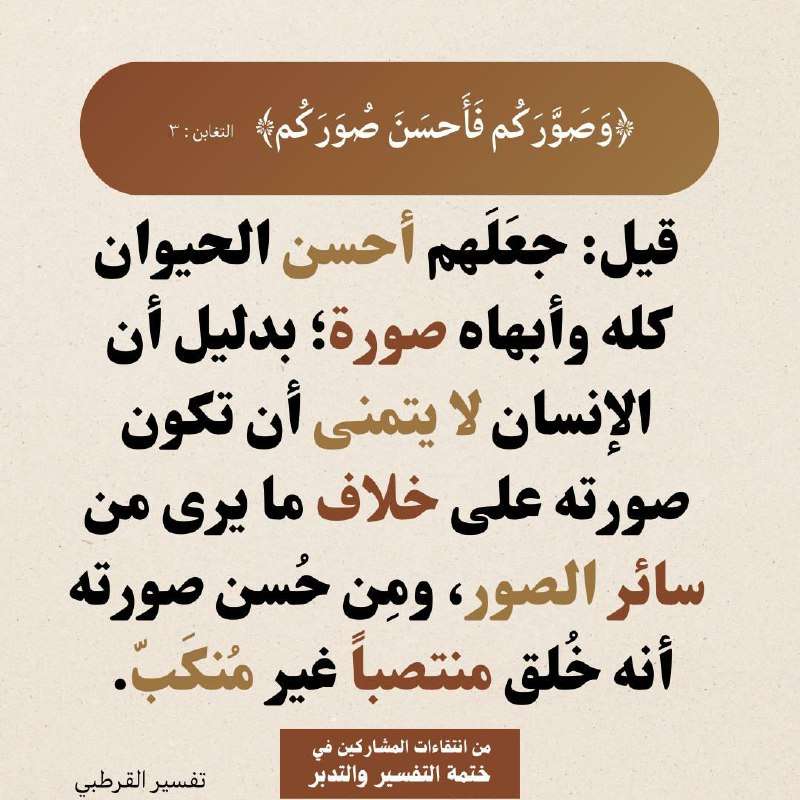 ﴿وَصَوَّرَكُم فَأَحسَنَ صُوَرَكُم﴾ التغابن : ٣
قيل: جعَلَهم أحسن الحيوان
كله وأبهاه صورة؛ بدليل أن
الإنسان لا يتمنى أن تكون
صورته على خلاف ما يرى من
سائر الصور، ومِن حُسن صورته
أنه خُلق منتصباً غير مُنكَبّ.
من انتقاءات المشاركين في
ختمة التفسير والتدبر
تفسير القرطبي